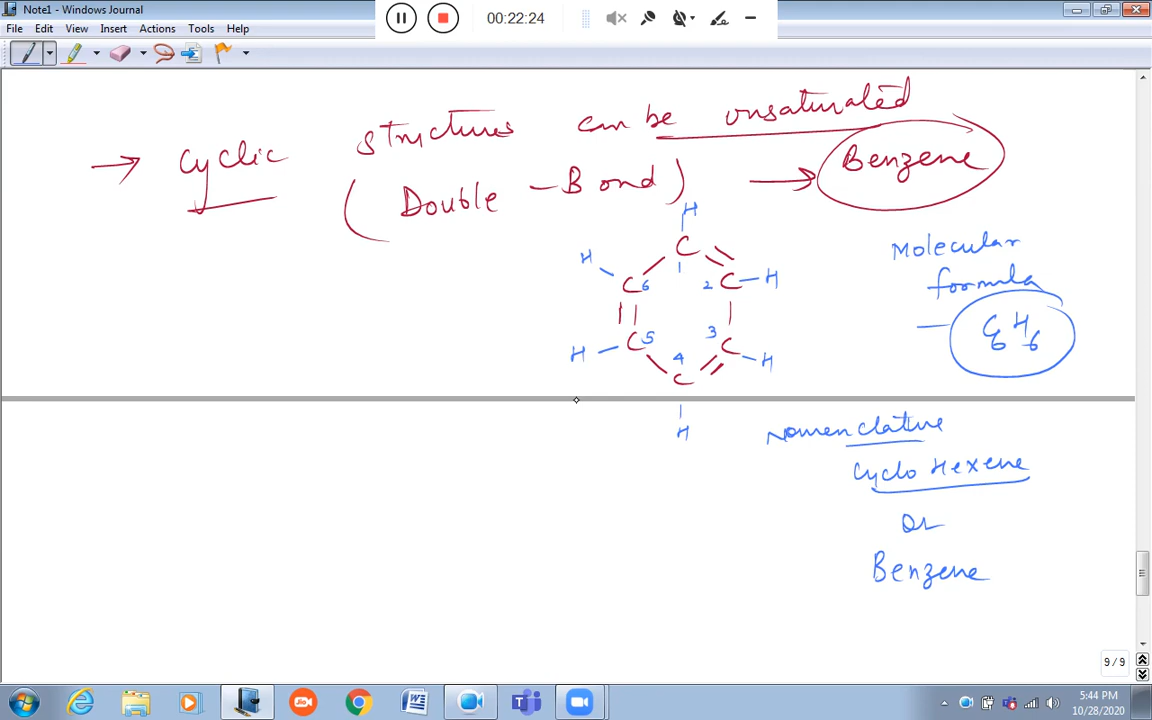 Note1 - Windows Journal
00:22:24
File Edit View Insert Actions Tools Help
→ Cyclic structures can be unsaturated
(Double - Bond) → Benzene
H
H C C H
1 2 6
Molecular
formula
- C6H6
H C C H
5 3 4
C
H
Nomenclature
Cyclo Hexene
or
Benzene
9 / 9
5:44 PM
10/28/2020